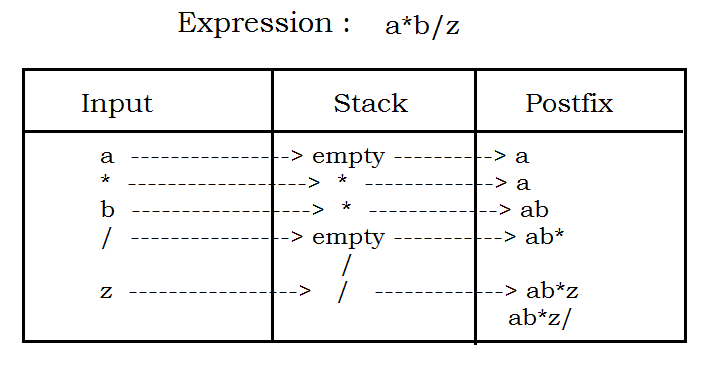 Expression : a*b/z
Input Stack Postfix
a ----------------> empty ----------> a
* ------------------> * -------------> a
b ------------------> * -------------> ab
/ ----------------> empty -----------> ab*
/
z -----------------> / -------------> ab*z
ab*z/